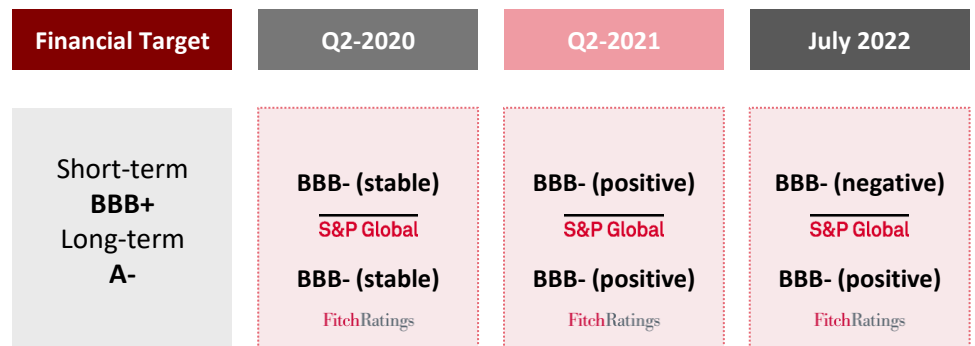 Financial Target
Q2-2020
Q2-2021
July 2022
Short-term
BBB+
Long-term
A-
BBB- (stable)
S&P Global
BBB- (stable)
FitchRatings
BBB- (positive)
S&P Global
BBB- (positive)
FitchRatings
BBB- (negative)
S&P Global
BBB- (positive)
FitchRatings